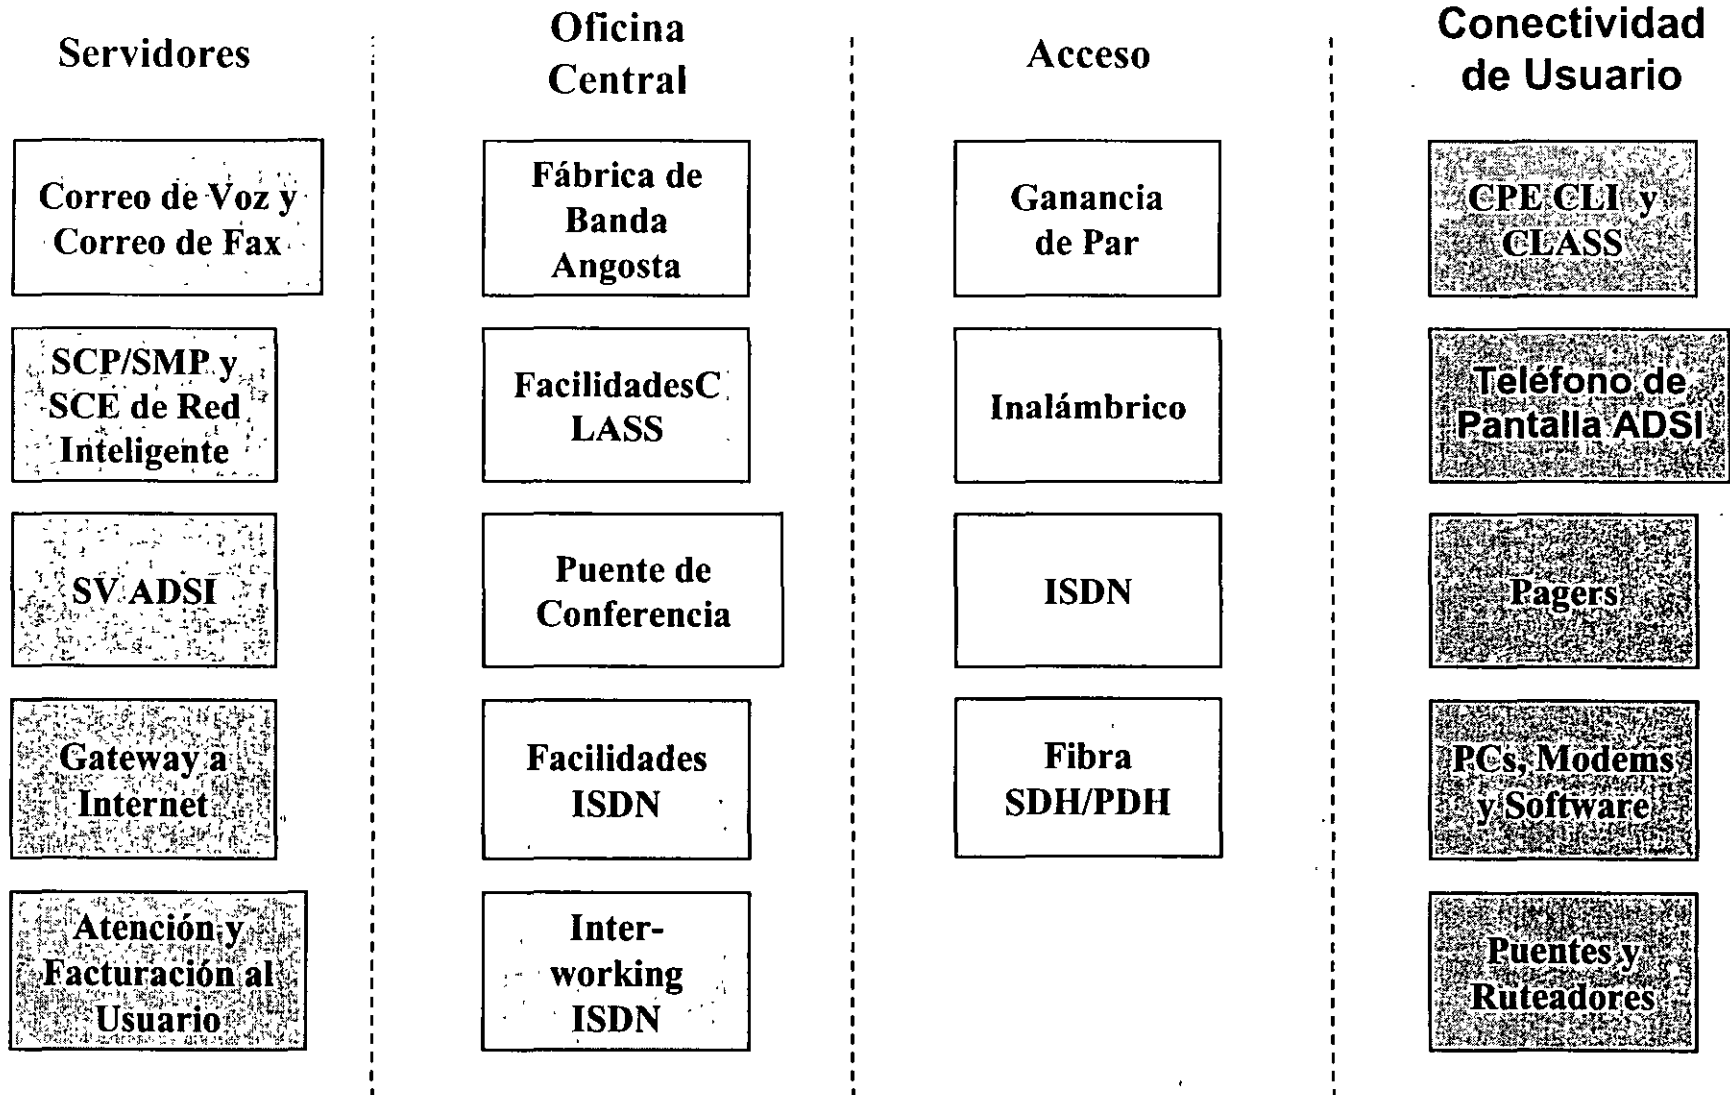 Servidores
Correo de Voz y
Correo de Fax
SCP/SMP y
SCE de Red
Inteligente
SV ADSI
Gateway a
Internet
Atención y
Facturación al
Usuario
Oficina
Central
Fábrica de
Banda
Angosta
FacilidadesC
LASS
Puente de
Conferencia
Facilidades
ISDN
Inter-
working
ISDN
Acceso
Ganancia
de Par
Inalámbrico
ISDN
Fibra
SDH/PDH
Conectividad
de Usuario
CPE CLI y
CLASS
Teléfono de
Pantalla ADSI
Pagers
PCs, Modems
y Software
Puentes y
Ruteadores